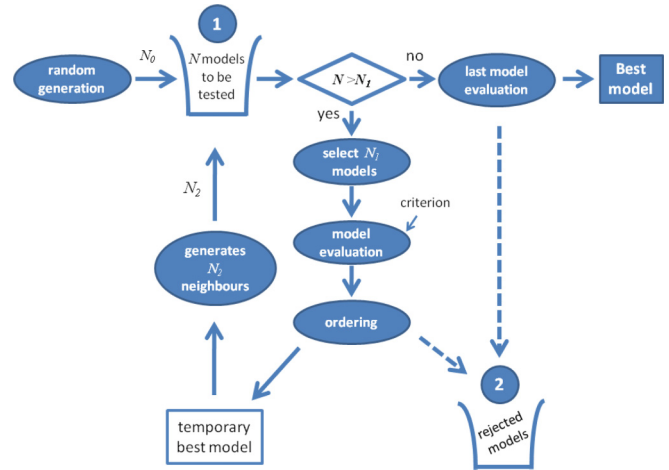 1
random
generation
N₀
N models
to be
tested
N>N₁
no
last model
evaluation
Best
model
yes
select N₁
models
N₂
criterion
model
evaluation
generates
N₂
neighbours
ordering
2
temporary
best model
rejected
models